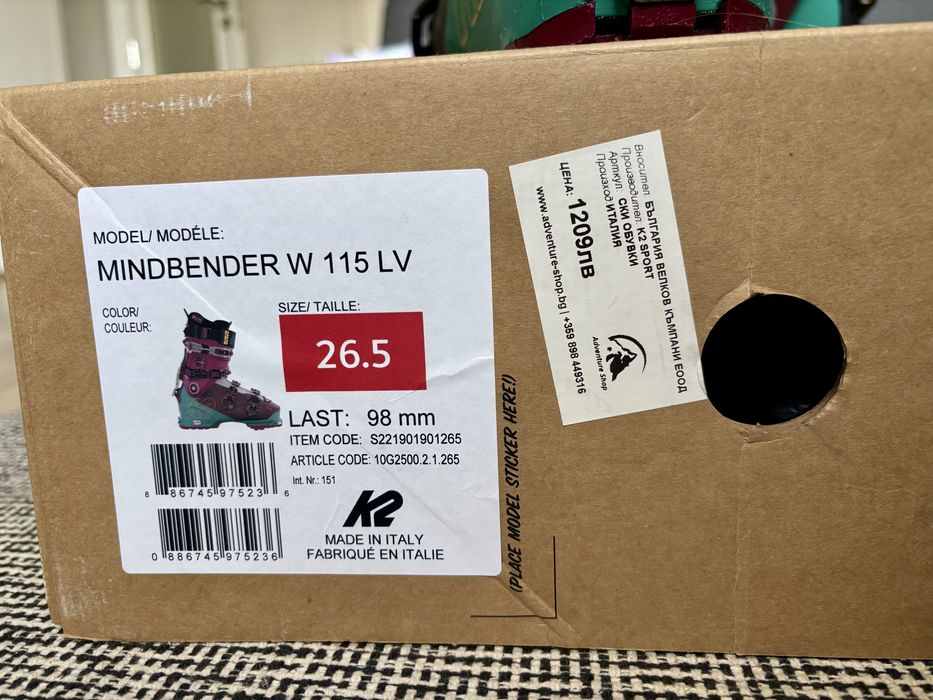 MODEL/ MODÉLE:
MINDBENDER W 115 LV
COLOR/
COULEUR:
SIZE/ TAILLE:
26.5
LAST: 98 mm
ITEM CODE: S221901901265
ARTICLE CODE: 10G2500.2.1.265
Int. Nr.: 151
8 86745 97523 6
0 886745 975236
K2
MADE IN ITALY
FABRIQUÉ EN ITALIE
(PLACE MODEL STICKER HERE!)
Вносител: БЪЛГАРИЯ ВЕЛКОВ КЪМПАНИ ЕООД
Производител: K2 SPORT
Арткул: СКИ ОБУВКИ
Произход:ИТАЛИЯ
ЦЕНА: 1209лв
www.adventure-shop.bg | +359 898 449316
Adventure Shop